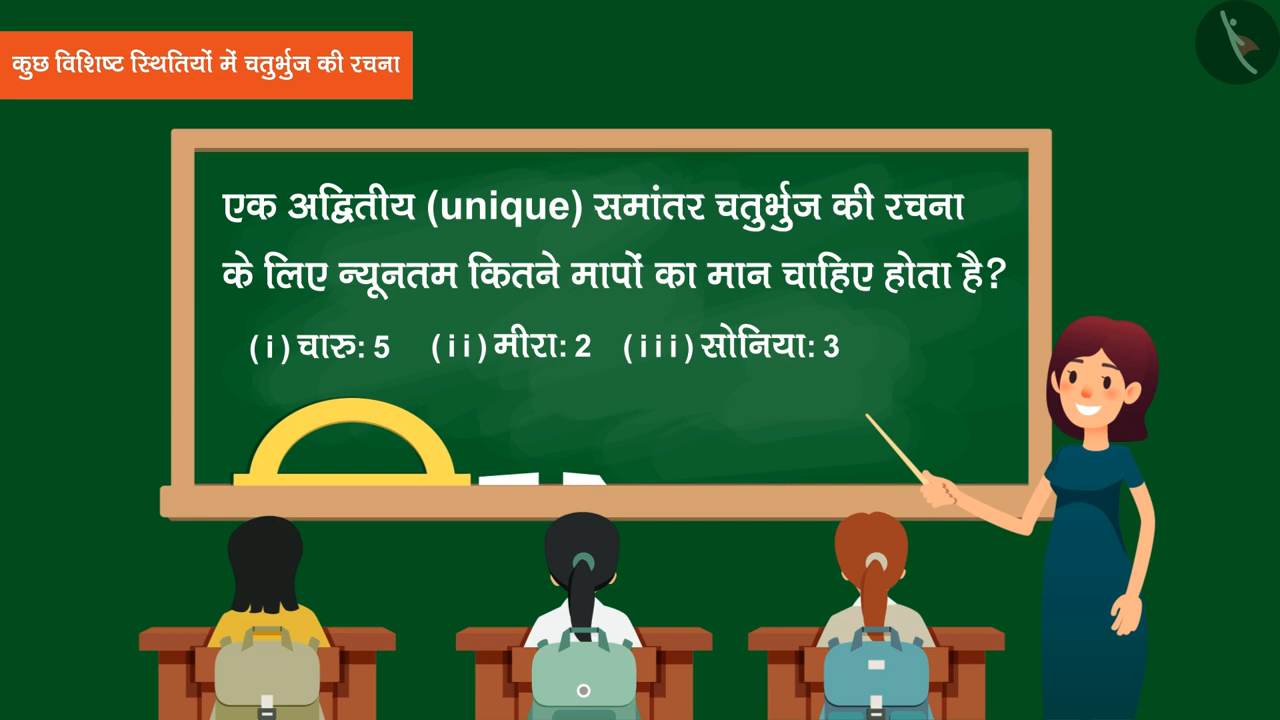 कुछ विशिष्ट स्थितियों में चतुर्भुज की रचना
एक अद्वितीय (unique) समांतर चतुर्भुज की रचना
के लिए न्यूनतम कितने मापों का मान चाहिए होता है?
(i) चारु: 5 (ii) मीरा: 2 (iii) सोनिया: 3